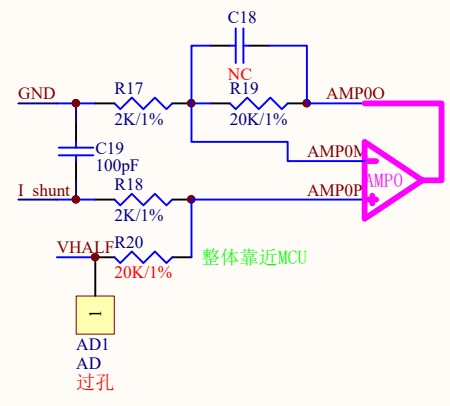 C18
NC
GND
R17
R19
AMP0O
2K/1%
20K/1%
C19
100pF
AMP0M
AMPO
I_shunt
R18
AMP0P
2K/1%
VHALF
R20
整体靠近MCU
20K/1%
1
AD1
AD
过孔